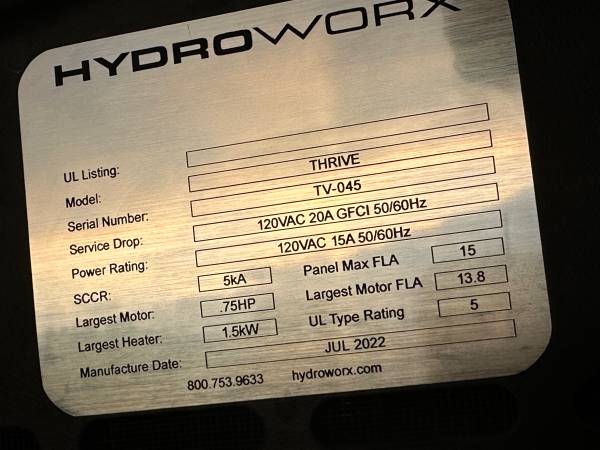 HYDROWORX
UL Listing:
Model: THRIVE
Serial Number: TV-045
Service Drop: 120VAC 20A GFCI 50/60Hz
Power Rating: 120VAC 15A 50/60Hz
SCCR: 5kA Panel Max FLA 15
Largest Motor: .75HP Largest Motor FLA 13.8
Largest Heater: 1.5kW UL Type Rating 5
Manufacture Date: JUL 2022
800.753.9633 hydroworx.com